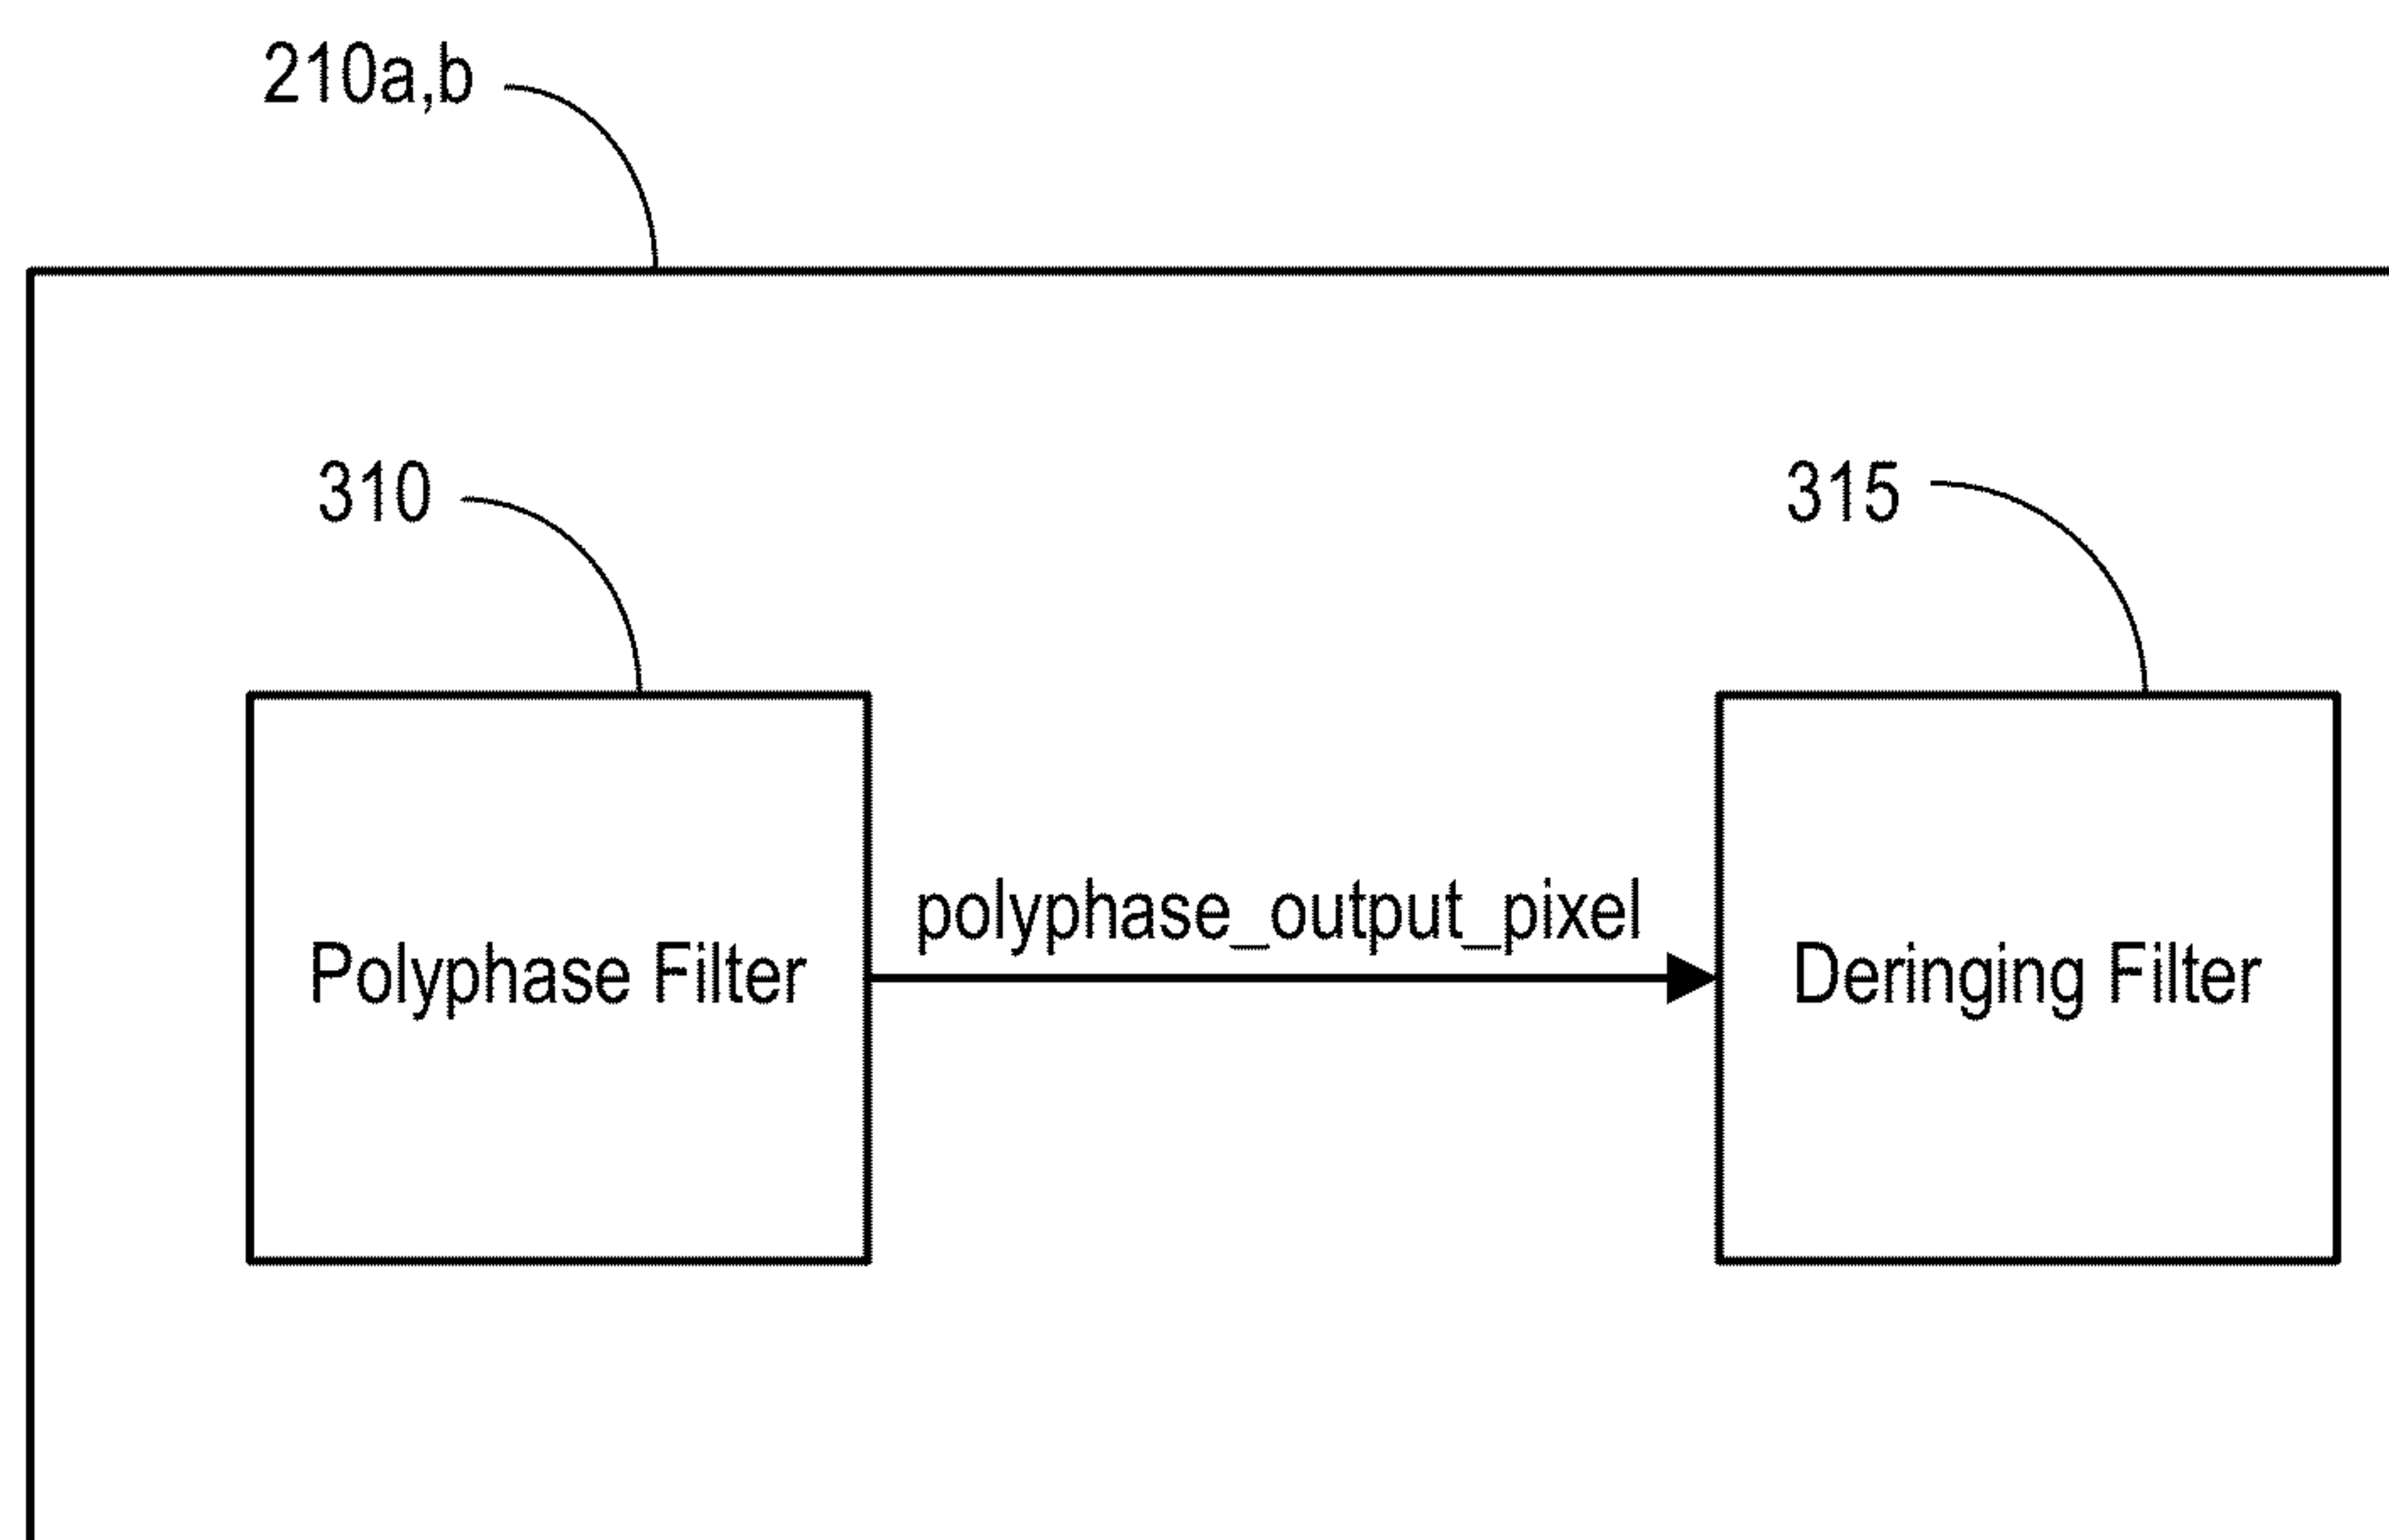 210a,b
310
315
polyphase_output_pixel
Polyphase Filter
Deringing Filter